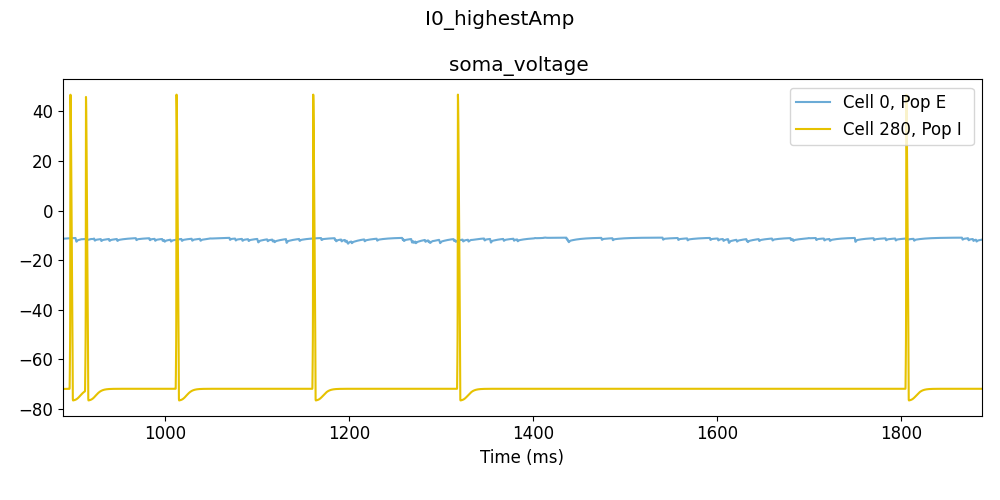 I0_highestAmp
soma_voltage
40
20
0
−20
−40
−60
−80
Cell 0, Pop E
Cell 280, Pop I
1000
1200
1400
1600
1800
Time (ms)